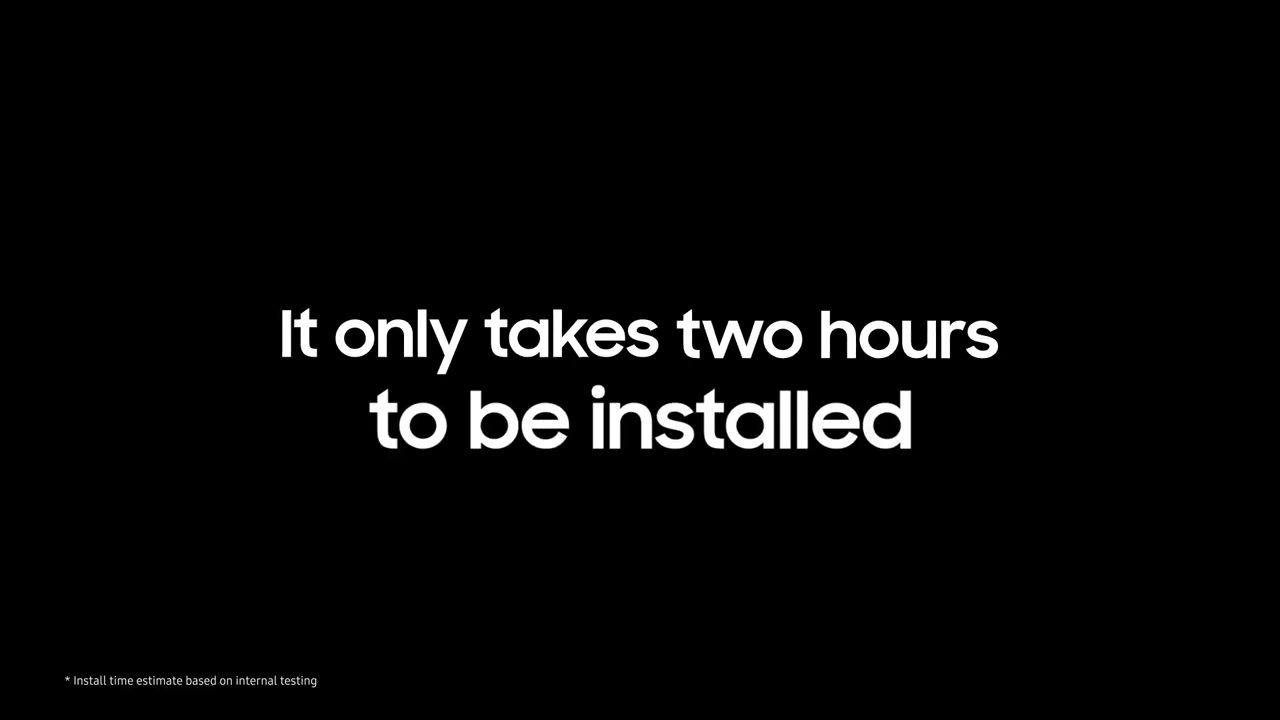 It only takes two hours
to be installed
* Install time estimate based on internal testing